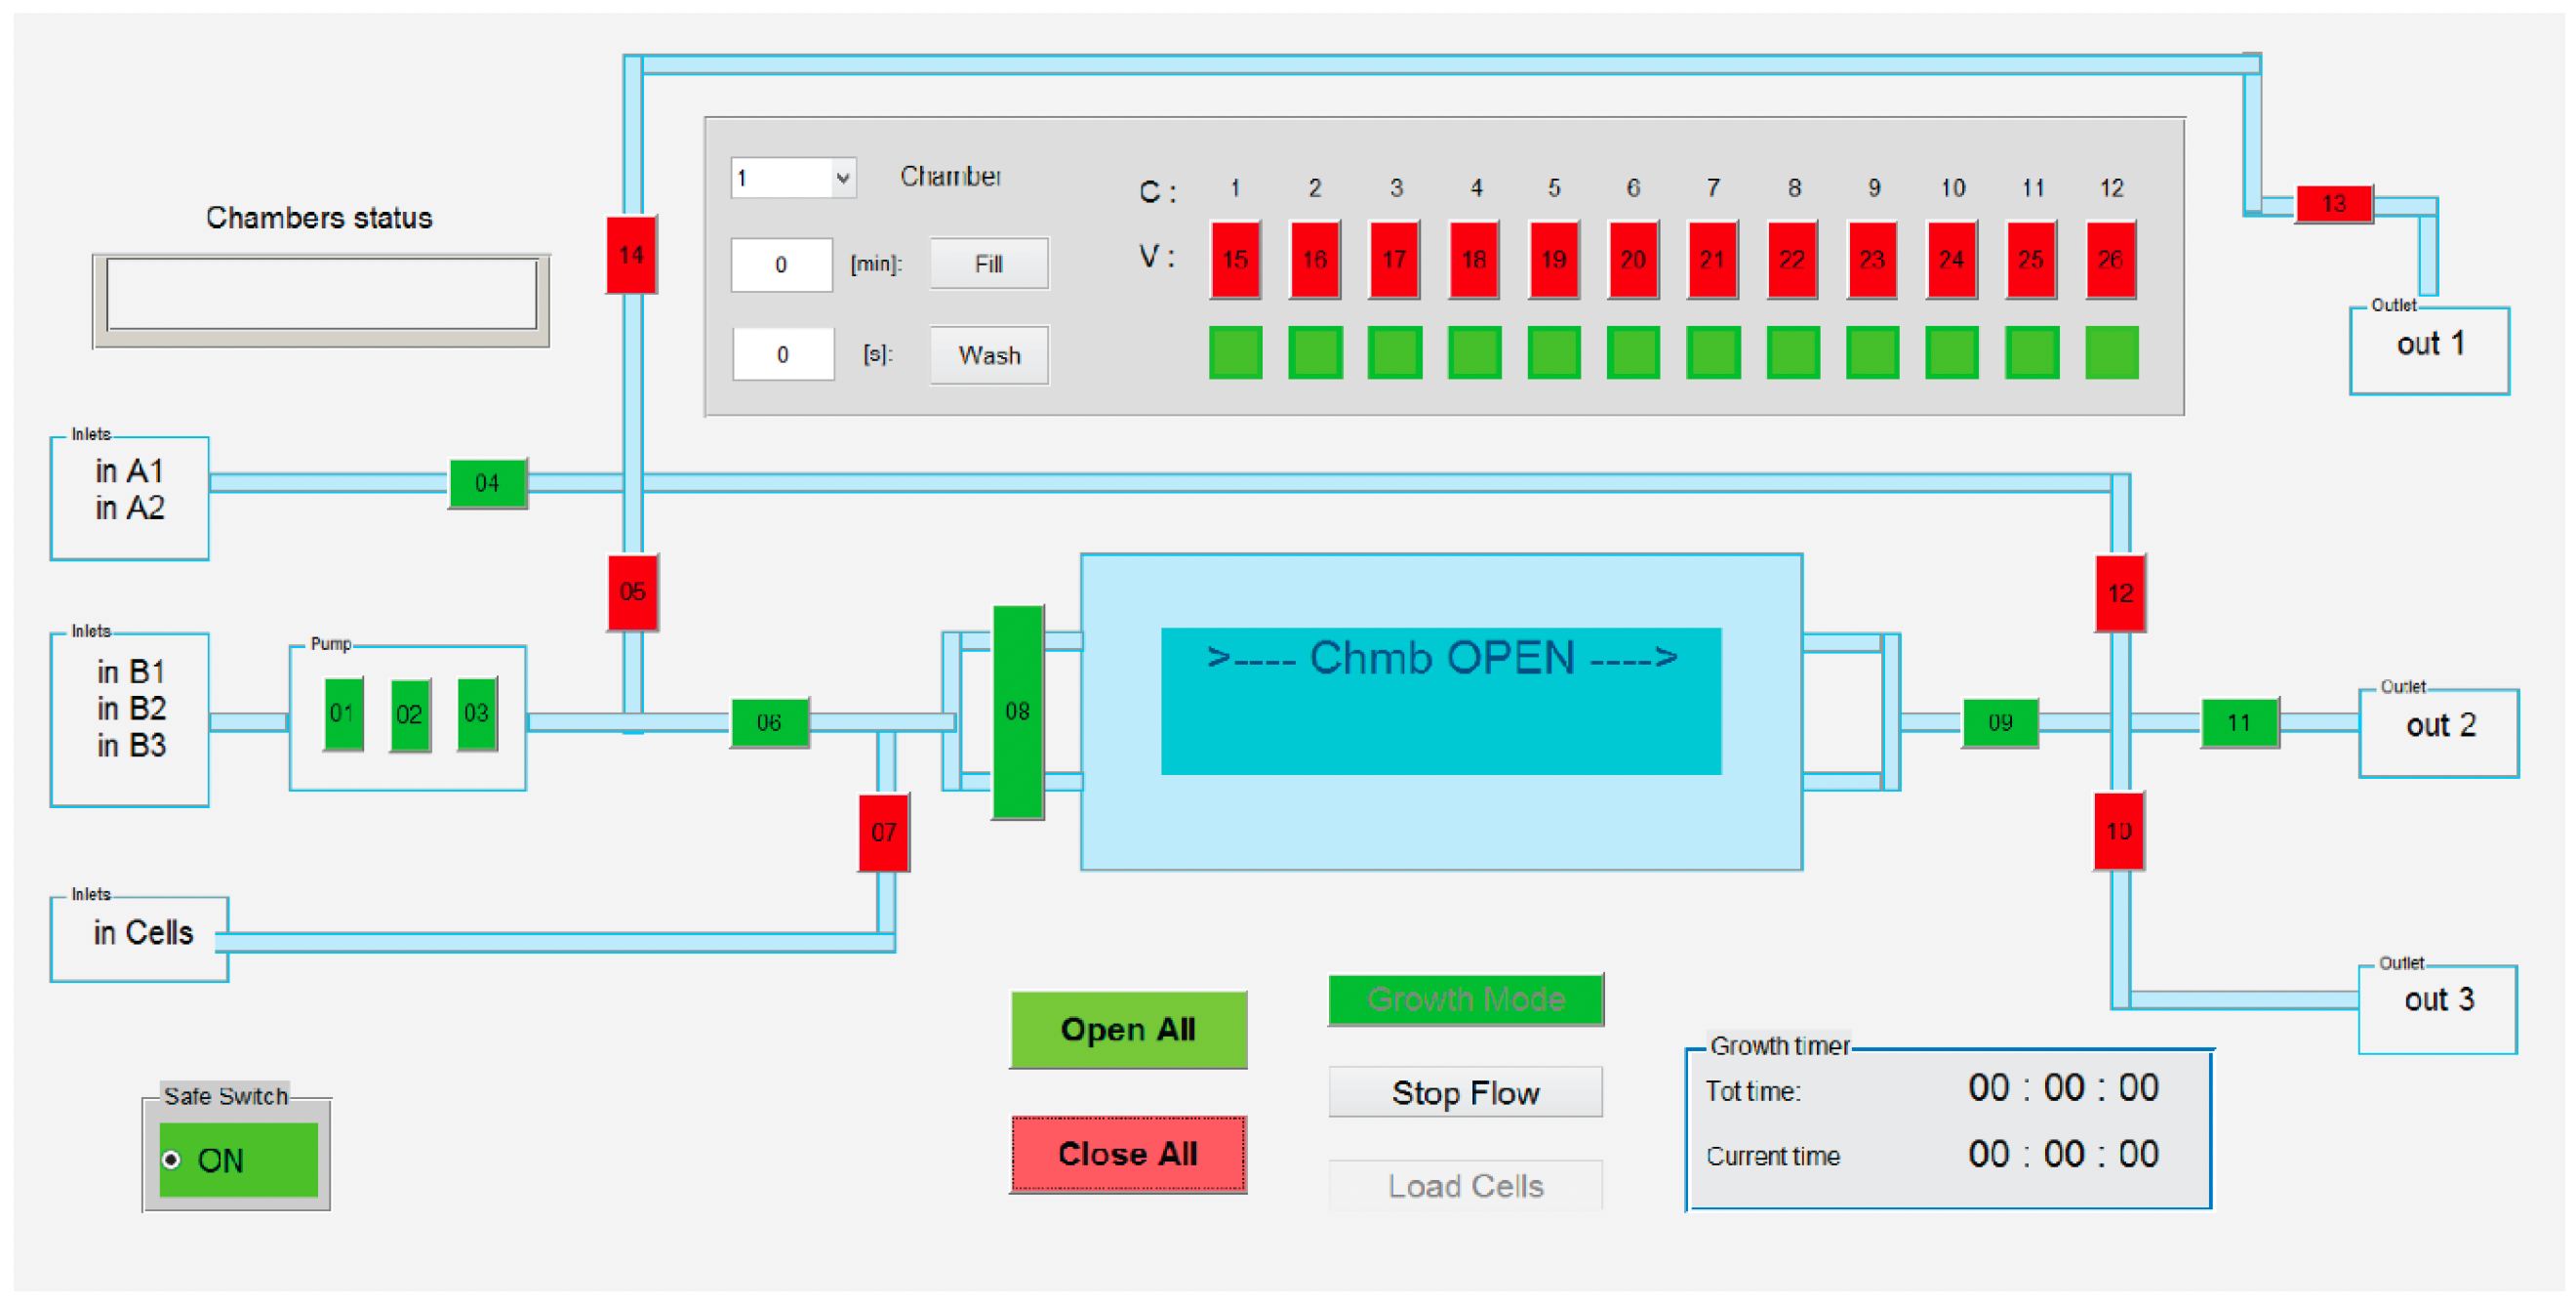 Chambers status
1 Chamber
0 [min]: Fill
0 [s]: Wash
C : 1 2 3 4 5 6 7 8 9 10 11 12
V : 15 16 17 18 19 20 21 22 23 24 25 26
14
13
Outlet
out 1
Inlets
in A1
in A2
04
05
12
Inlets
in B1
in B2
in B3
Pump
01 02 03
06
08
>---- Chmb OPEN ---->
09
11
Outlet
out 2
07
10
Inlets
in Cells
Outlet
out 3
Open All
Close All
Growth Mode
Stop Flow
Load Cells
Growth timer
Tot time: 00 : 00 : 00
Current time 00 : 00 : 00
Safe Switch
ON